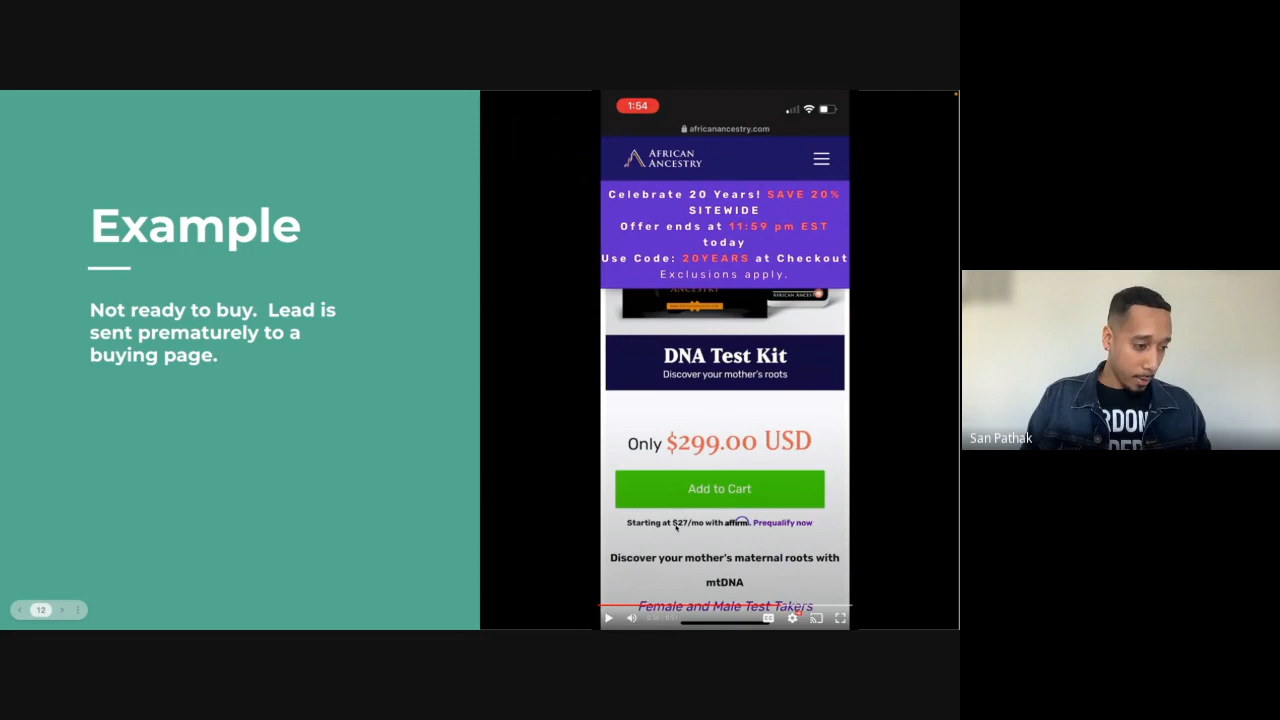 Example
Not ready to buy.  Lead is
sent prematurely to a
buying page.
12
1:54
africanancestry.com
AFRICAN
ANCESTRY
Celebrate 20 Years! SAVE 20%
SITEWIDE
Offer ends at 11:59 pm EST
today
Use Code: 20YEARS at Checkout
Exclusions apply.
AFRICAN ANCEST
DNA Test Kit
Discover your mother's roots
Only $299.00 USD
Add to Cart
Starting at $27/mo with affirm. Prequalify now
Discover your mother's maternal roots with
mtDNA
Female and Male Test Takers
San Pathak